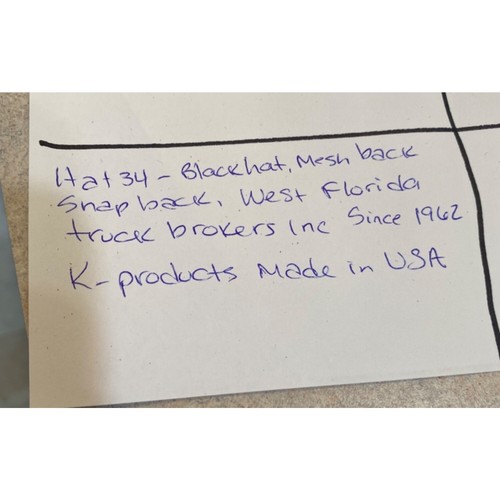 Hat 34 - Black hat, Mesh back
Snap back, West Florida
truck brokers Inc Since 1962
K-products Made in USA